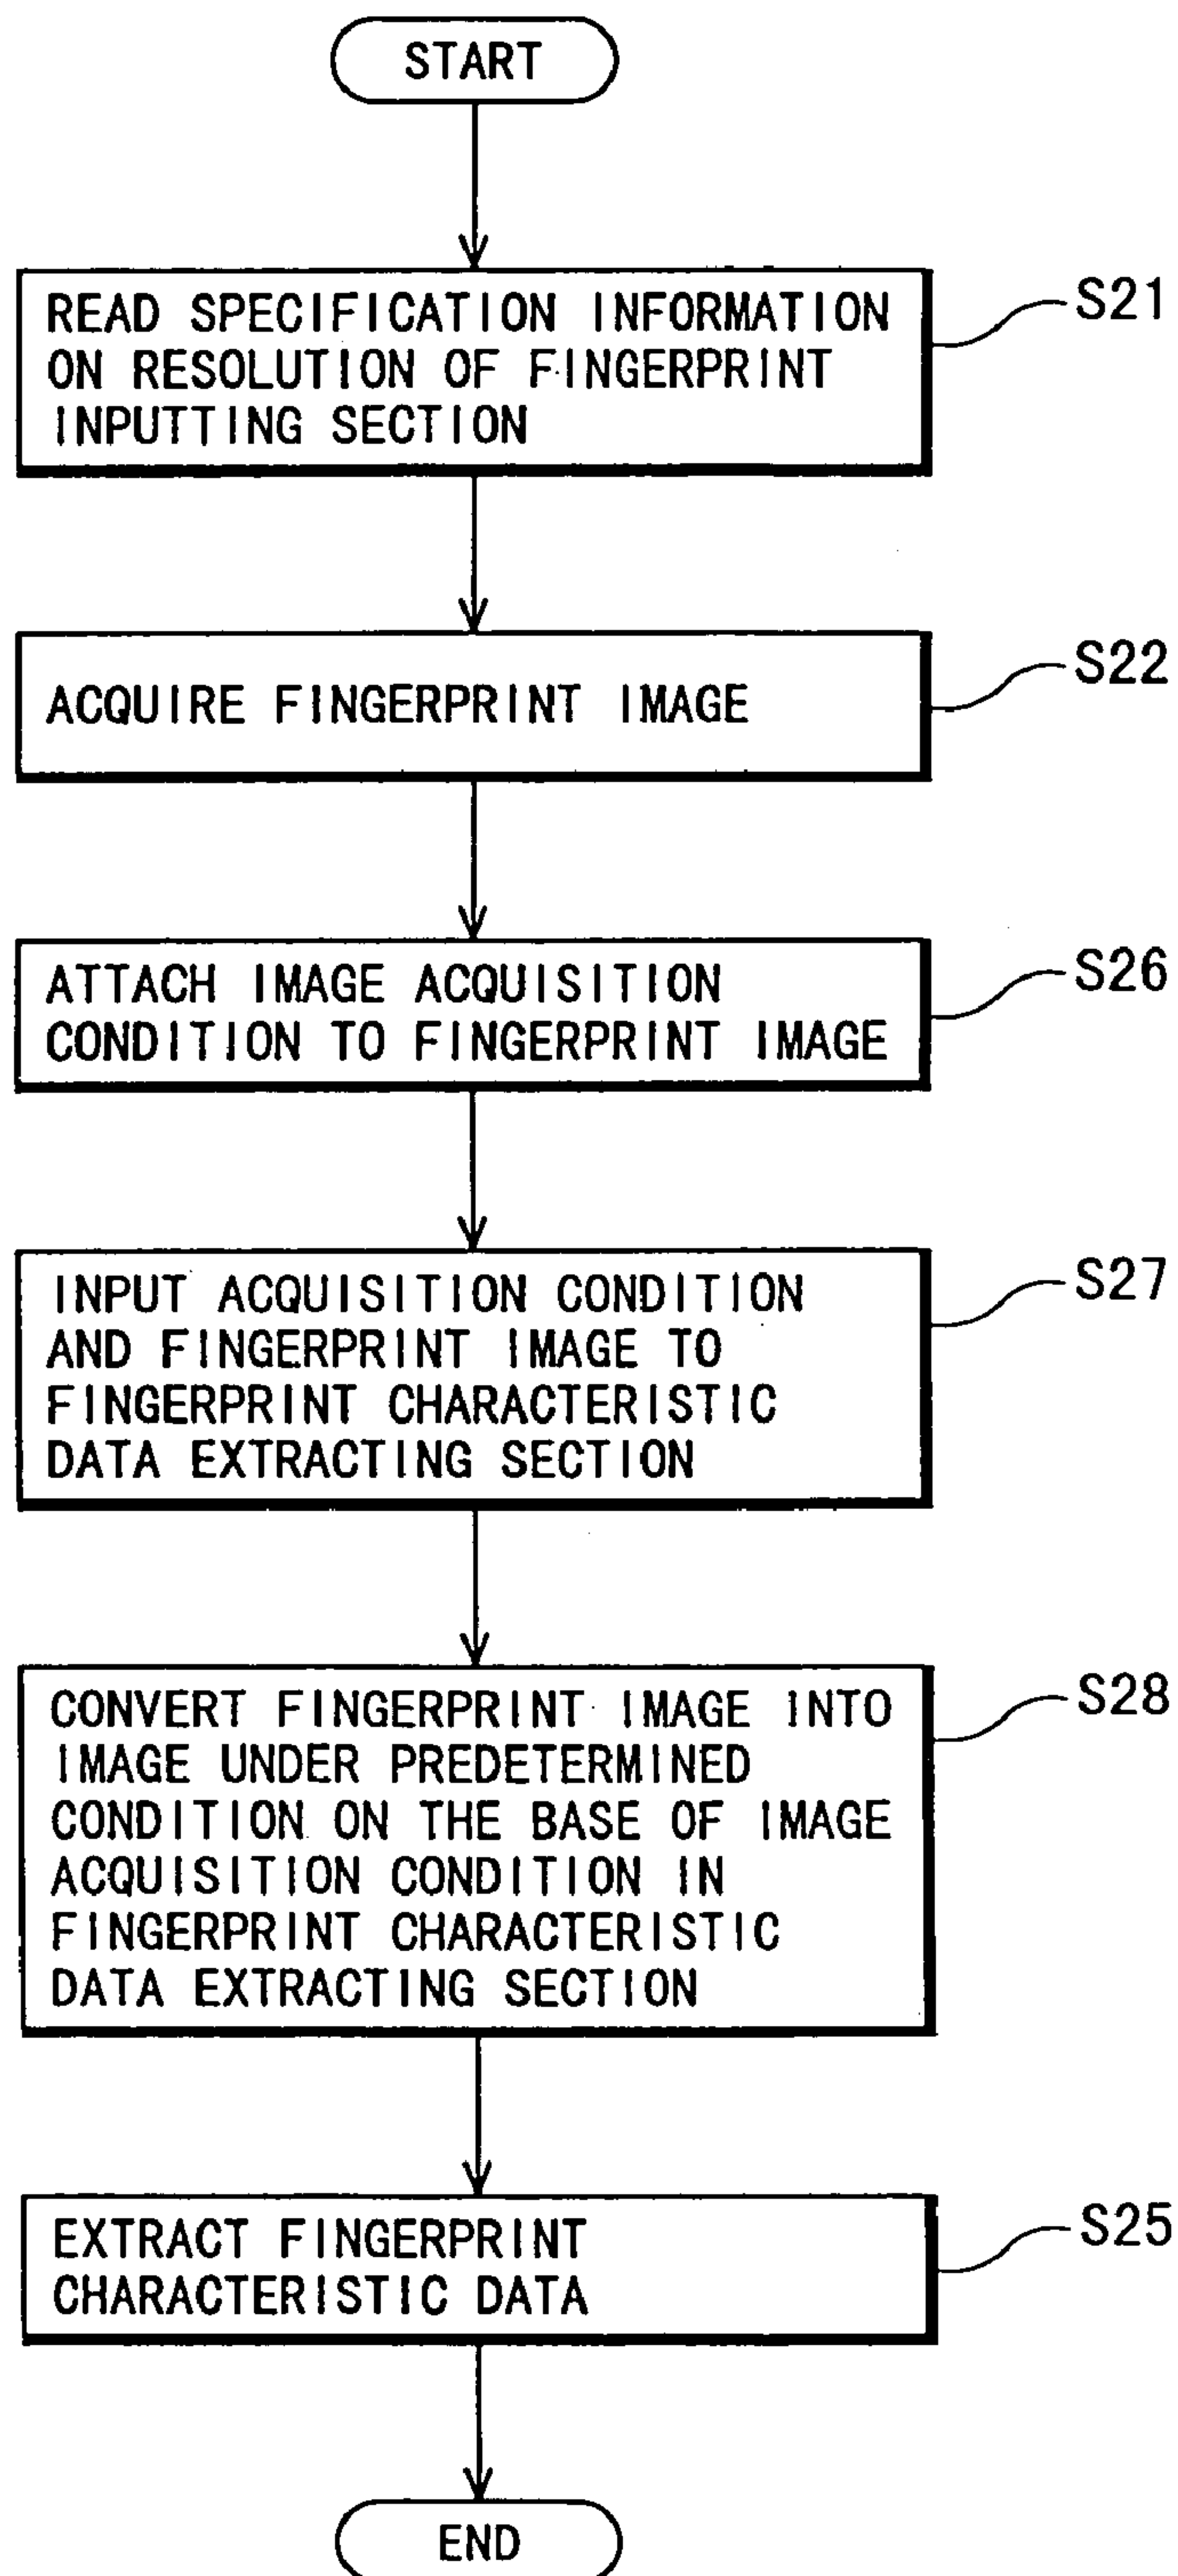 START
READ SPECIFICATION INFORMATION
ON RESOLUTION OF FINGERPRINT
INPUTTING SECTION
S21
ACQUIRE FINGERPRINT IMAGE
S22
ATTACH IMAGE ACQUISITION
CONDITION TO FINGERPRINT IMAGE
S26
INPUT ACQUISITION CONDITION
AND FINGERPRINT IMAGE TO
FINGERPRINT CHARACTERISTIC
DATA EXTRACTING SECTION
S27
CONVERT FINGERPRINT IMAGE INTO
IMAGE UNDER PREDETERMINED
CONDITION ON THE BASE OF IMAGE
ACQUISITION CONDITION IN
FINGERPRINT CHARACTERISTIC
DATA EXTRACTING SECTION
S28
EXTRACT FINGERPRINT
CHARACTERISTIC DATA
S25
END